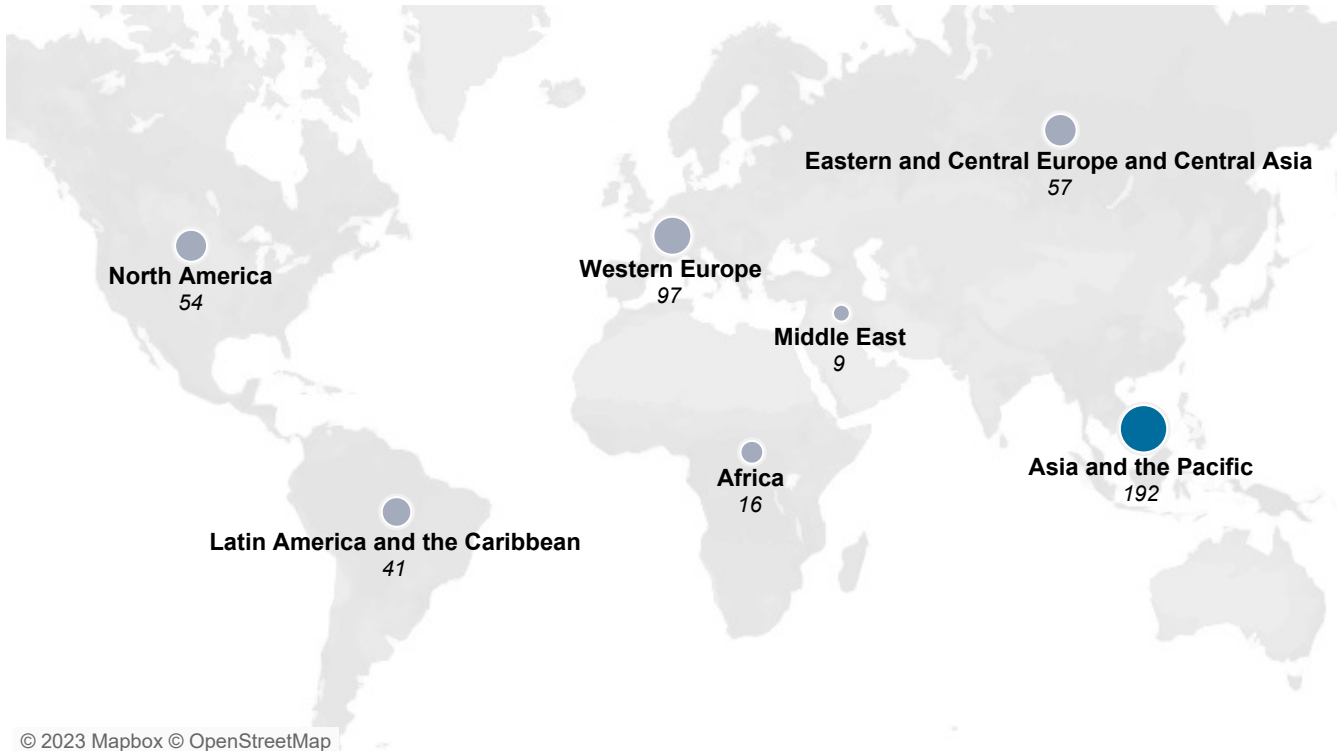 Eastern and Central Europe and Central Asia
57
North America
54
Western Europe
97
Middle East
9
Africa
16
Asia and the Pacific
192
Latin America and the Caribbean
41
© 2023 Mapbox © OpenStreetMap